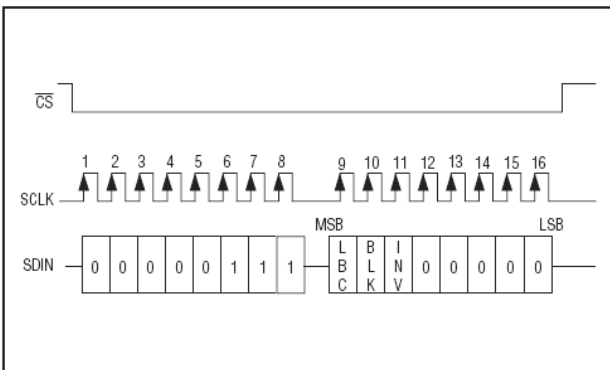 CS
1 2 3 4 5 6 7 8 9 10 11 12 13 14 15 16
SCLK
MSB LSB
SDIN 0 0 0 0 0 1 1 1 LBC BLK INV 0 0 0 0 0